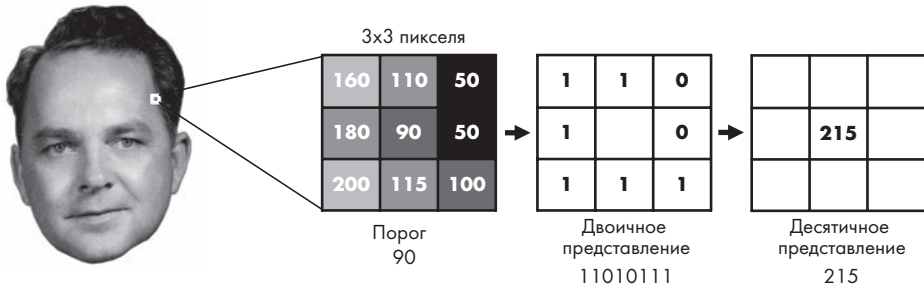 3x3 пикселя
160 110 50
180 90 50
200 115 100
Порог
90
1 1 0
1 0
1 1 1
Двоичное
представление
11010111
215
Десятичное
представление
215